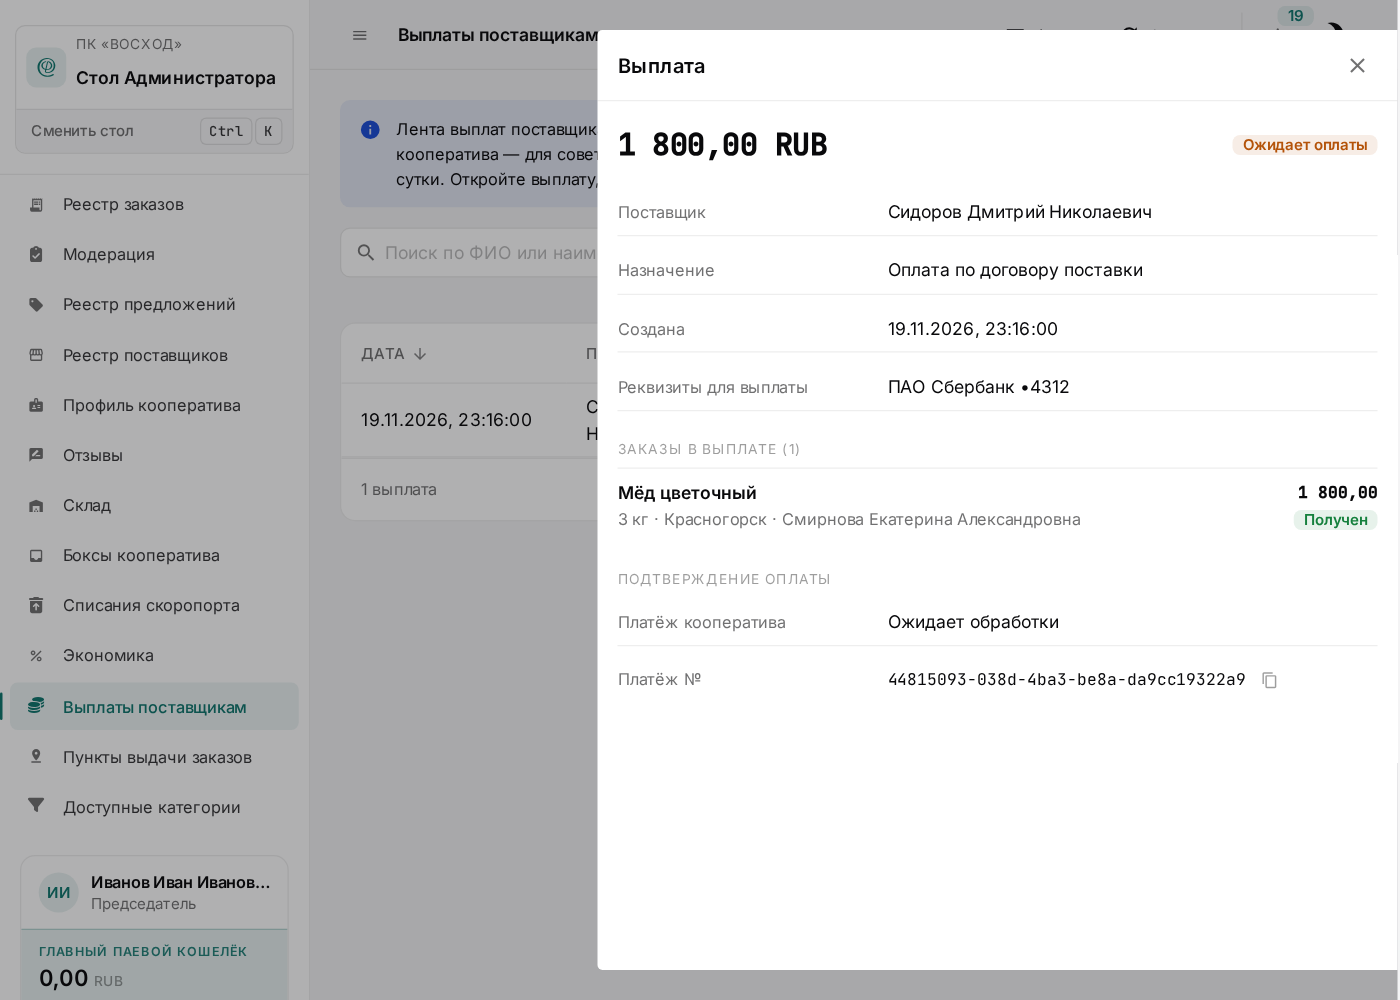 ПК «ВОСХОД»
Стол Администратора
Сменить стол
Ctrl K
Реестр заказов
Модерация
Реестр предложений
Реестр поставщиков
Профиль кооператива
Отзывы
Склад
Боксы кооператива
Списания скоропорта
Экономика
Выплаты поставщикам
Пункты выдачи заказов
Доступные категории
ИИ
Иванов Иван Иванов...
Председатель
ГЛАВНЫЙ ПАЕВОЙ КОШЕЛЁК
0,00 RUB
Выплаты поставщикам
19
Лента выплат поставщик
кооператива — для совет
сутки. Откройте выплату,
Поиск по ФИО или наим
ДАТА
П
19.11.2026, 23:16:00
С
Н
1 выплата
Выплата
1 800,00 RUB
Ожидает оплаты
Поставщик
Сидоров Дмитрий Николаевич
Назначение
Оплата по договору поставки
Создана
19.11.2026, 23:16:00
Реквизиты для выплаты
ПАО Сбербанк •4312
ЗАКАЗЫ В ВЫПЛАТЕ (1)
Мёд цветочный
1 800,00
3 кг · Красногорск · Смирнова Екатерина Александровна
Получен
ПОДТВЕРЖДЕНИЕ ОПЛАТЫ
Платёж кооператива
Ожидает обработки
Платёж №
44815093-038d-4ba3-be8a-da9cc19322a9